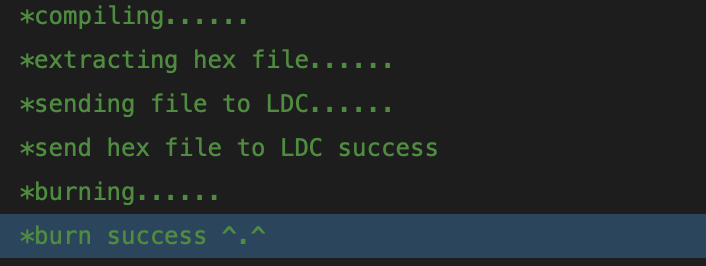 *compiling......
*extracting hex file......
*sending file to LDC......
*send hex file to LDC success
*burning......
*burn success ^.^